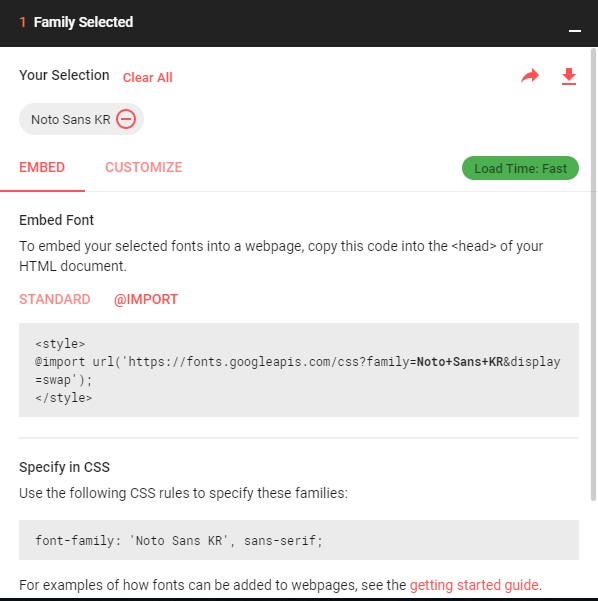 1 Family Selected
Your Selection Clear All
Noto Sans KR
EMBED CUSTOMIZE Load Time: Fast
Embed Font
To embed your selected fonts into a webpage, copy this code into the <head> of your
HTML document.
STANDARD @IMPORT
<style>
@import url('https://fonts.googleapis.com/css?family=Noto+Sans+KR&display
=swap');
</style>
Specify in CSS
Use the following CSS rules to specify these families:
font-family: 'Noto Sans KR', sans-serif;
For examples of how fonts can be added to webpages, see the getting started guide.